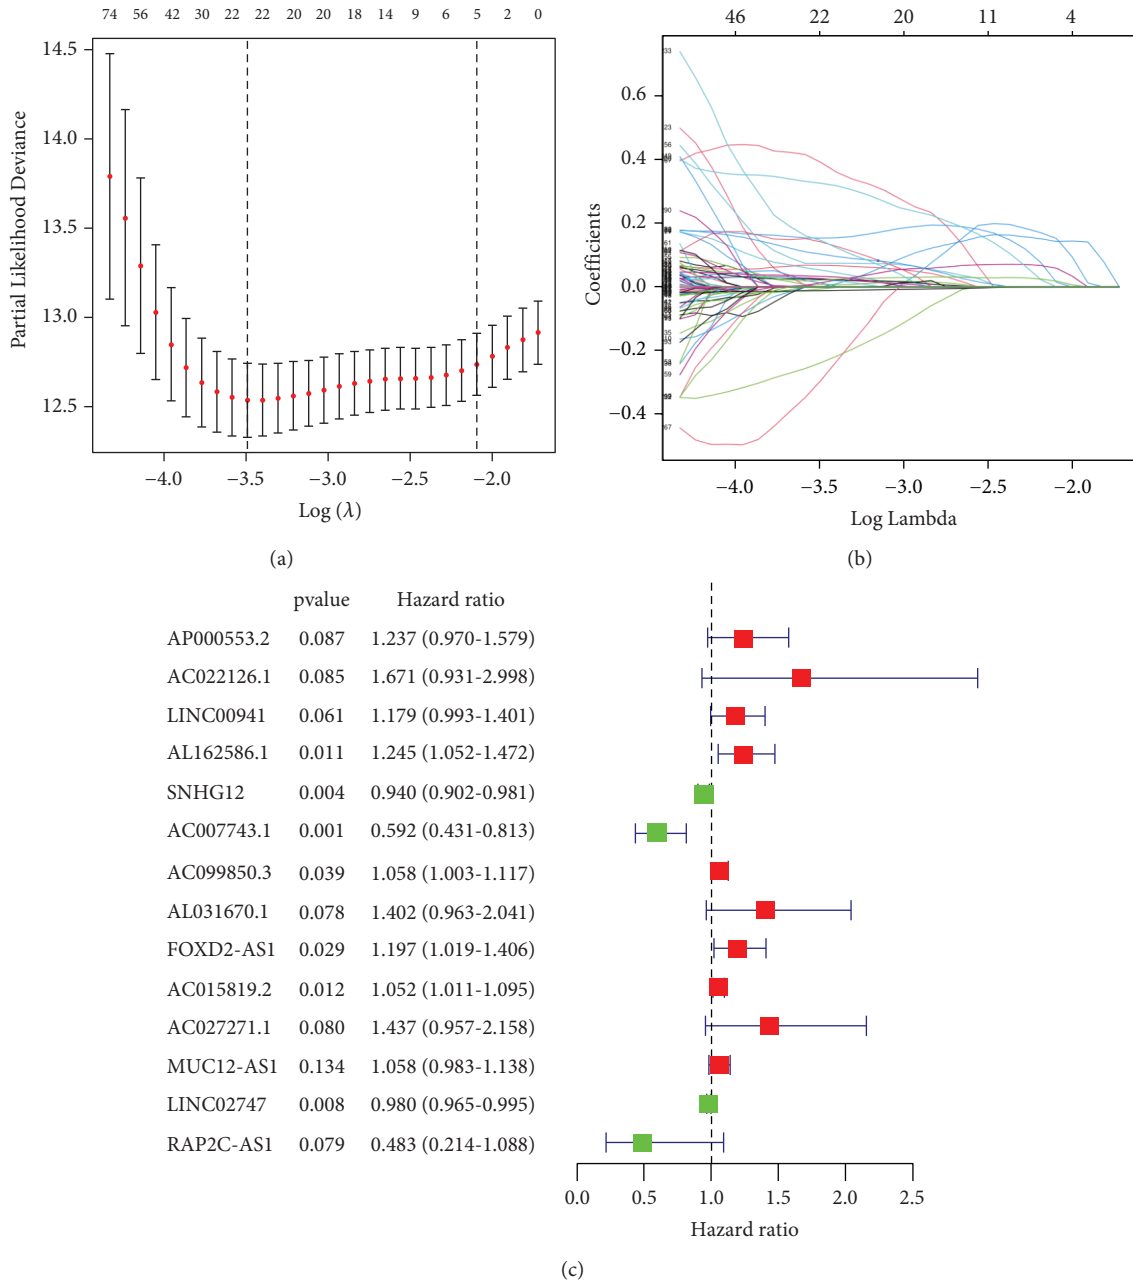 74 56 42 30 22 22 20 20 18 14 9 6 5 2 0
14.5
14.0
13.5
13.0
12.5
Partial Likelihood Deviance
−4.0 −3.5 −3.0 −2.5 −2.0
Log (λ)
(a)
46 22 20 11 4
0.6
0.4
0.2
0.0
−0.2
−0.4
Coefficients
33
23
56
90
61
35
59
67
−4.0 −3.5 −3.0 −2.5 −2.0
Log Lambda
(b)
pvalue Hazard ratio
AP000553.2 0.087 1.237 (0.970-1.579)
AC022126.1 0.085 1.671 (0.931-2.998)
LINC00941 0.061 1.179 (0.993-1.401)
AL162586.1 0.011 1.245 (1.052-1.472)
SNHG12 0.004 0.940 (0.902-0.981)
AC007743.1 0.001 0.592 (0.431-0.813)
AC099850.3 0.039 1.058 (1.003-1.117)
AL031670.1 0.078 1.402 (0.963-2.041)
FOXD2-AS1 0.029 1.197 (1.019-1.406)
AC015819.2 0.012 1.052 (1.011-1.095)
AC027271.1 0.080 1.437 (0.957-2.158)
MUC12-AS1 0.134 1.058 (0.983-1.138)
LINC02747 0.008 0.980 (0.965-0.995)
RAP2C-AS1 0.079 0.483 (0.214-1.088)
0.0 0.5 1.0 1.5 2.0 2.5
Hazard ratio
(c)